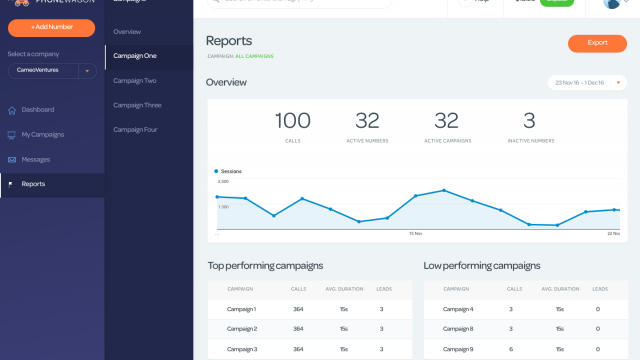 PHONEWAGON
+ Add Number
Select a company
CameoVentures
Dashboard
My Campaigns
Messages
Reports
Overview
Campaign One
Campaign Two
Campaign Three
Campaign Four
Reports
CAMPAIGN: ALL CAMPAIGNS
Export
Overview
23 Nov 16 - 1 Dec 16
100 32 32 3
CALLS ACTIVE NUMBERS ACTIVE CAMPAIGNS INACTIVE NUMBERS
Sessions
2,500
1,500
... 15 Nov 22 Nov
Top performing campaigns
CAMPAIGN CALLS AVG. DURATION LEADS
Campaign 1 364 15s 3
Campaign 2 364 15s 3
Campaign 3 364 15s 3
Low performing campaigns
CAMPAIGN CALLS AVG. DURATION LEADS
Campaign 4 3 15s 0
Campaign 8 3 15s 0
Campaign 9 6 15s 0